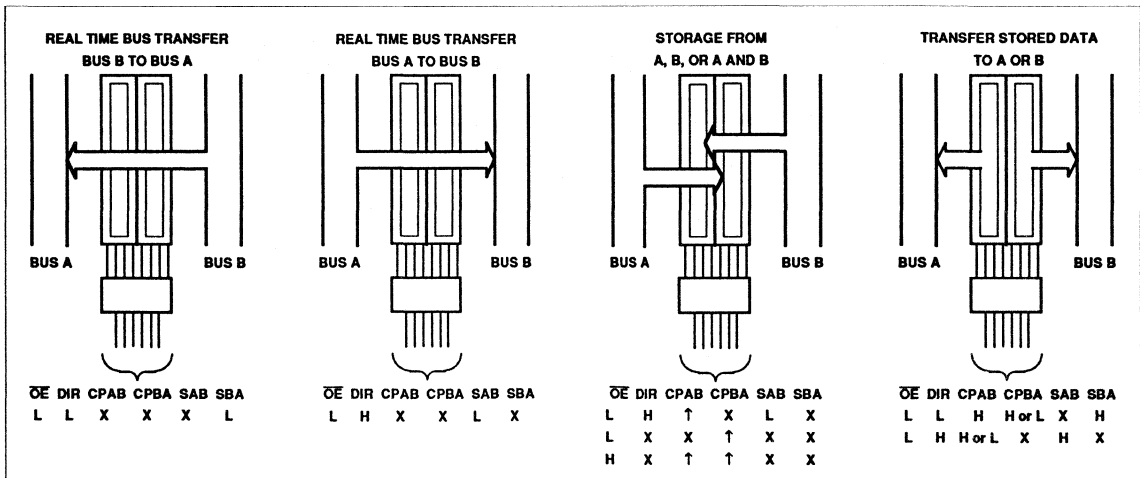 REAL TIME BUS TRANSFER
BUS B TO BUS A
BUS A
BUS B
OE DIR CPAB CPBA SAB SBA
L L X X X L
REAL TIME BUS TRANSFER
BUS A TO BUS B
BUS A
BUS B
OE DIR CPAB CPBA SAB SBA
L H X X L X
STORAGE FROM
A, B, OR A AND B
BUS A
BUS B
OE DIR CPAB CPBA SAB SBA
L H ↑ X L X
L X X ↑ X X
H X ↑ ↑ X X
TRANSFER STORED DATA
TO A OR B
BUS A
BUS B
OE DIR CPAB CPBA SAB SBA
L L H H or L X H
L H H or L X H X